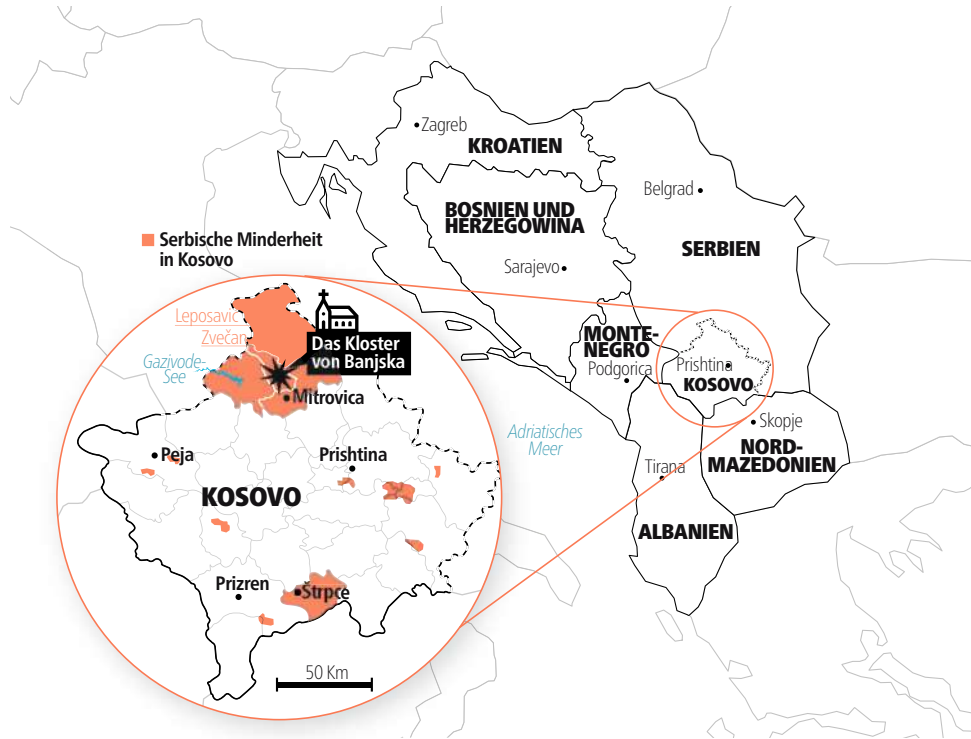 Zagreb
KROATIEN
Belgrad
BOSNIEN UND
HERZEGOWINA
Serbische Minderheit
in Kosovo
SERBIEN
Sarajevo
Leposavić
Zvečan
Das Kloster
von Banjska
Gazivode-
See
MONTE-
NEGRO
Podgorica
Prishtina
KOSOVO
Mitrovica
Skopje
Adriatisches
Meer
Peja
Prishtina
NORD-
MAZEDONIEN
Tirana
KOSOVO
ALBANIEN
Prizren
Štrpce
50 Km